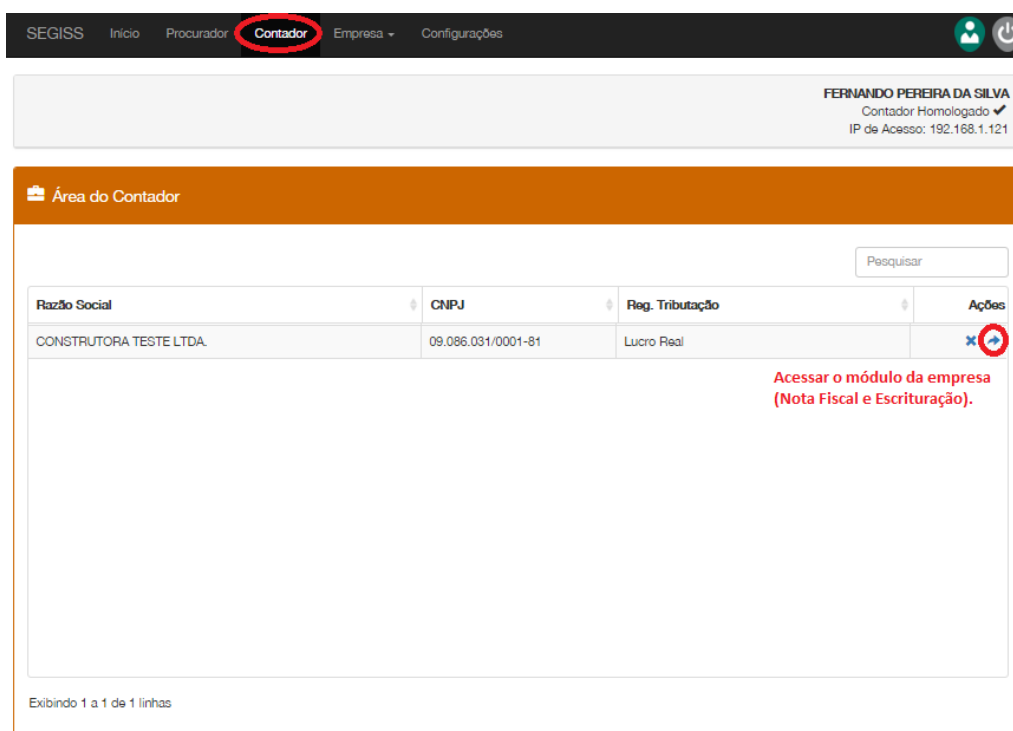 SEGISS Início Procurador Contador Empresa Configurações
FERNANDO PEREIRA DA SILVA
Contador Homologado ✔
IP de Acesso: 192.168.1.121
Área do Contador
Pesquisar
Razão Social CNPJ Reg. Tributação Ações
CONSTRUTORA TESTE LTDA. 09.086.031/0001-81 Lucro Real
Acessar o módulo da empresa
(Nota Fiscal e Escrituração).
Exibindo 1 a 1 de 1 linhas